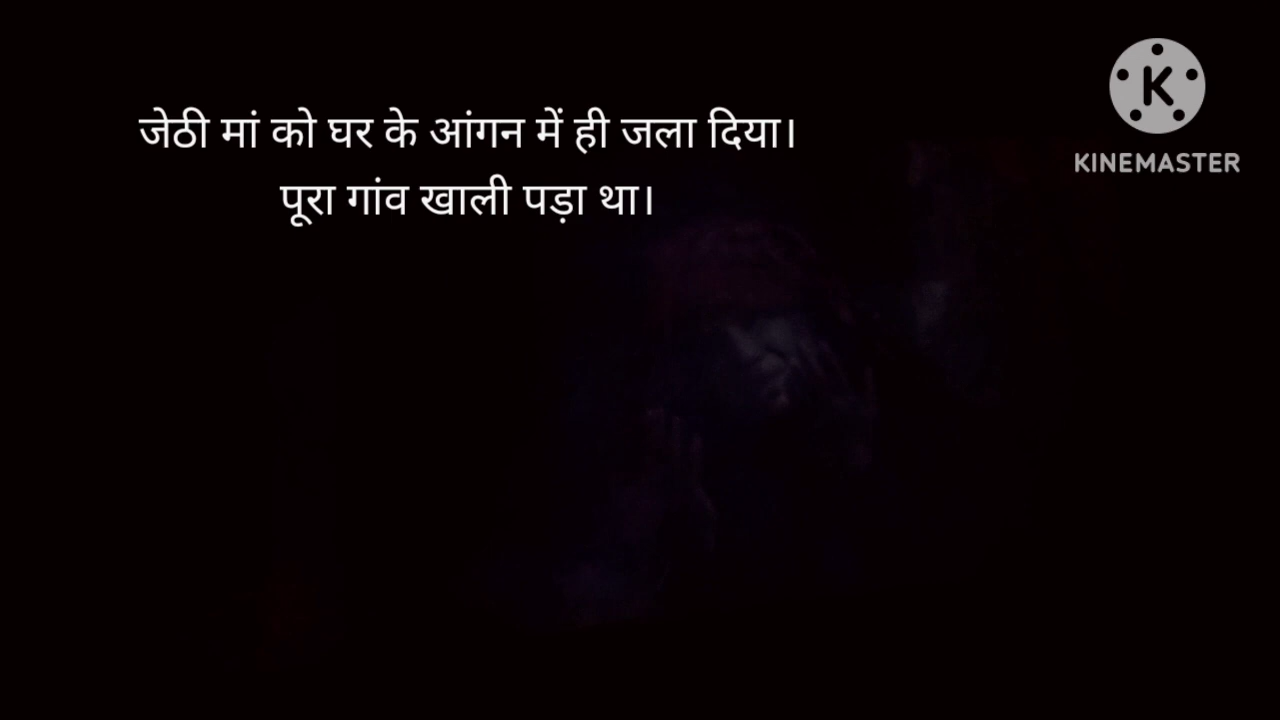 जेठी मां को घर के आंगन में ही जला दिया।
पूरा गांव खाली पड़ा था।
K
KINEMASTER